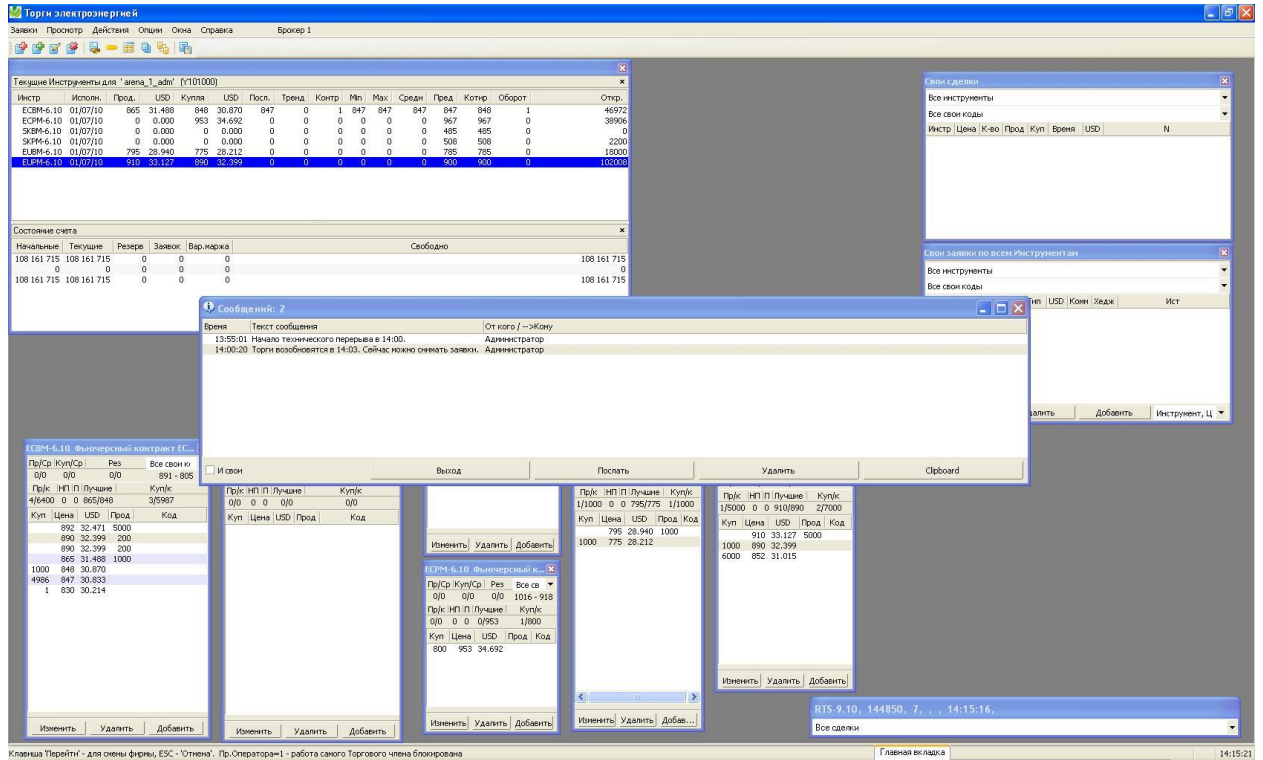 Торги электроэнергией
Заявки Просмотр Действия Опции Окна Справка Брокер 1
Текущие Инструменты для 'arena_1_adm' (Y101000)
Инстр Исполн. Прод. USD Купля USD Посл. Тренд Контр Min Max Средн Пред Котир Оборот Откр.
ECBM-6.10 01/07/10 865 31.488 848 30.870 847 0 1 847 847 847 847 848 1 46972
ECPM-6.10 01/07/10 0 0.000 953 34.692 0 0 0 0 0 0 967 967 0 38906
SKBM-6.10 01/07/10 0 0.000 0 0.000 0 0 0 0 0 0 485 485 0 0
SKPM-6.10 01/07/10 0 0.000 0 0.000 0 0 0 0 0 0 508 508 0 2200
EUBM-6.10 01/07/10 795 28.940 775 28.212 0 0 0 0 0 0 785 785 0 18000
EUPM-6.10 01/07/10 910 33.127 890 32.399 0 0 0 0 0 0 900 900 0 102008
Состояние счета
Начальные Текущие Резерв Заявок Вар.маржа Свободно
108 161 715 108 161 715 0 0 0 108 161 715
0 0 0 0 0 0
108 161 715 108 161 715 0 0 0 108 161 715
Свои сделки
Все инструменты
Все свои коды
Инстр Цена К-во Прод Куп Время USD N
Свои заявки по всем Инструментам
Все инструменты
Все свои коды
USD Комн Хедж Ист
Добавить Инструмент, Ц
Сообщений: 2
Время Текст сообщения От кого / -->Кому
13:55:01 Начало технического перерыва в 14:00. Администратор
14:00:20 Торги возобновятся в 14:03. Сейчас можно снимать заявки. Администратор
И свои Выход Послать Удалить Clipboard
ECBM-6.10 Фьючерсный контракт EC...
Пр/Ср Куп/Ср Рез Все свои ко
0/0 0/0 0/0 891 - 805
Пр/к НП П Лучшие Куп/к
4/6400 0 0 865/848 3/5987
Куп Цена USD Прод Код
892 32.471 5000
890 32.399 200
890 32.399 200
865 31.488 1000
1000 848 30.870
4986 847 30.833
1 830 30.214
Изменить Удалить Добавить
Пр/к НП П Лучшие Куп/к
0/0 0 0 0/0 0/0
Куп Цена USD Прод Код
Изменить Удалить Добавить
Изменить Удалить Добавить
ECPM-6.10 Фьючерсный к...
Пр/Ср Куп/Ср Рез Все св
0/0 0/0 0/0 1016 - 918
Пр/к НП П Лучшие Куп/к
0/0 0 0 0/953 1/800
Куп Цена USD Прод Код
800 953 34.692
Изменить Удалить Добавить
Пр/к НП П Лучшие Куп/к
1/1000 0 0 795/775 1/1000
Куп Цена USD Прод Код
795 28.940 1000
1000 775 28.212
Изменить Удалить Добав...
Пр/к НП П Лучшие Куп/к
1/5000 0 0 910/890 2/7000
Куп Цена USD Прод Код
910 33.127 5000
1000 890 32.399
6000 852 31.015
Изменить Удалить Добавить
RTS-9.10, 144850, 7, , , 14:15:16,
Все сделки
Клавиша 'Перейти' - для смены фирмы, ESC - 'Отмена'. Пр.Оператора=1 - работа самого Торгового члена блокирована Главная вкладка 14:15:21